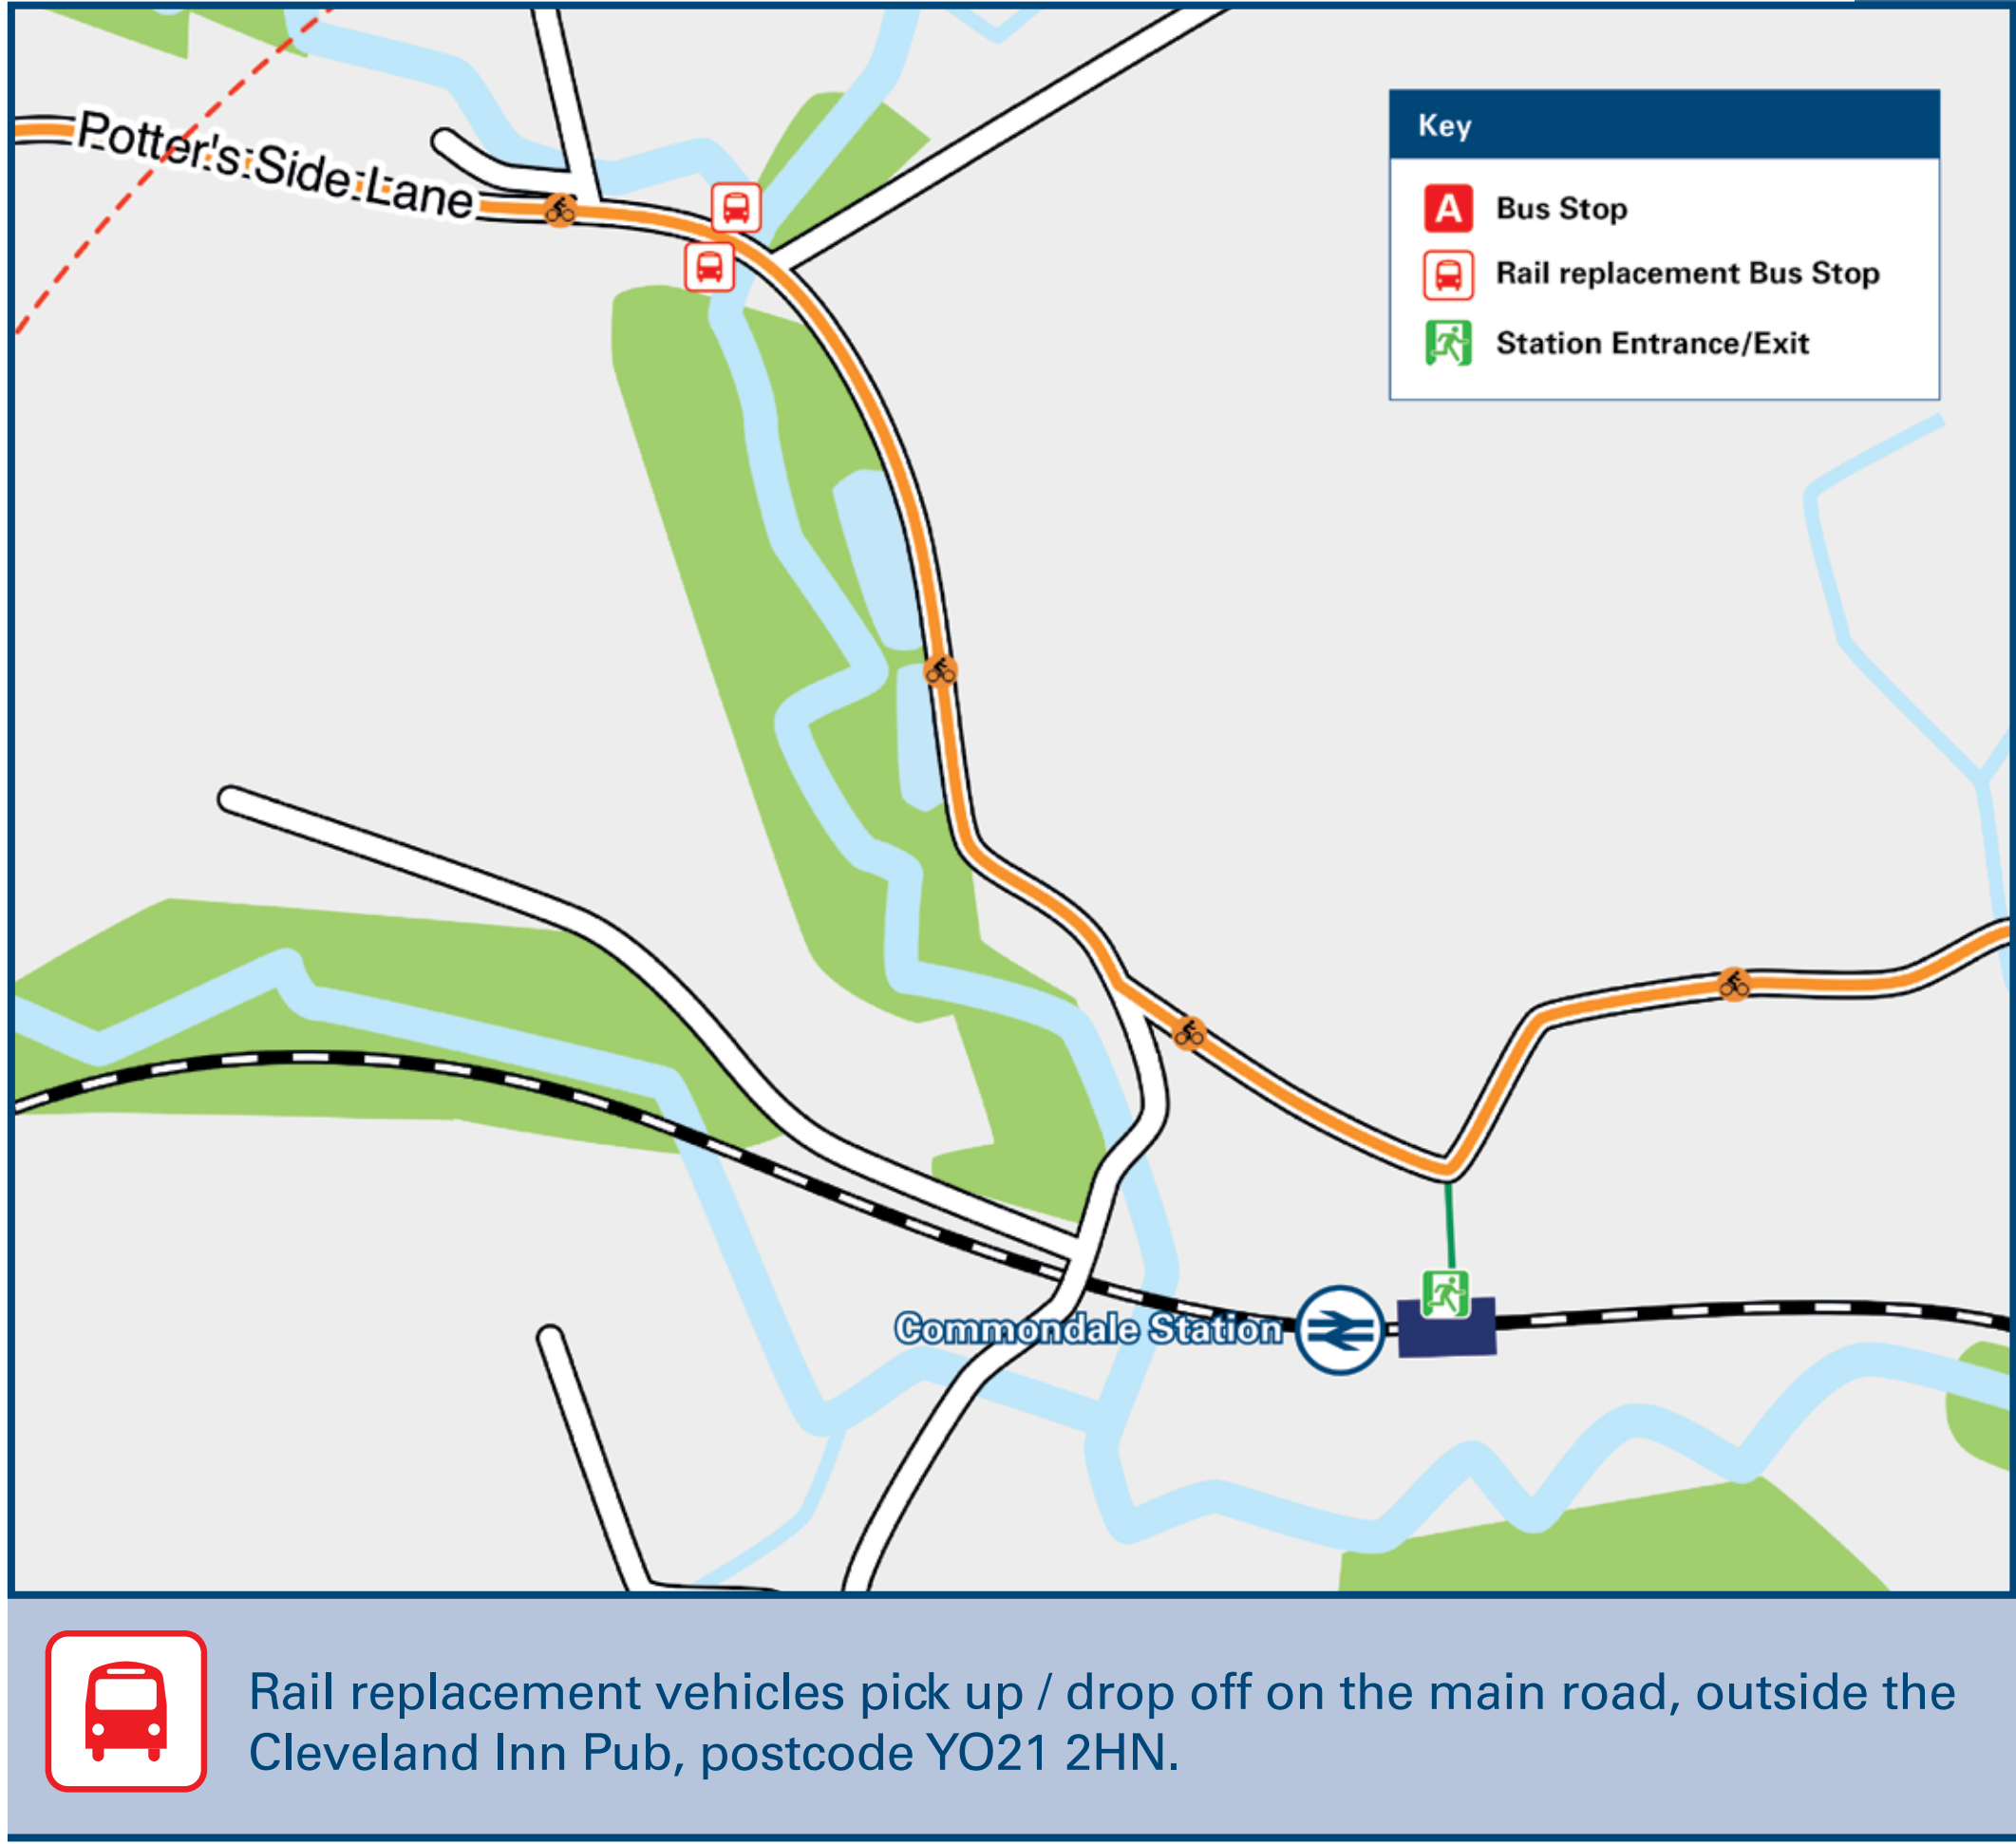 Potter's Side Lane
Key
A Bus Stop
Rail replacement Bus Stop
Station Entrance/Exit
Commondale Station
Rail replacement vehicles pick up / drop off on the main road, outside the
Cleveland Inn Pub, postcode YO21 2HN.